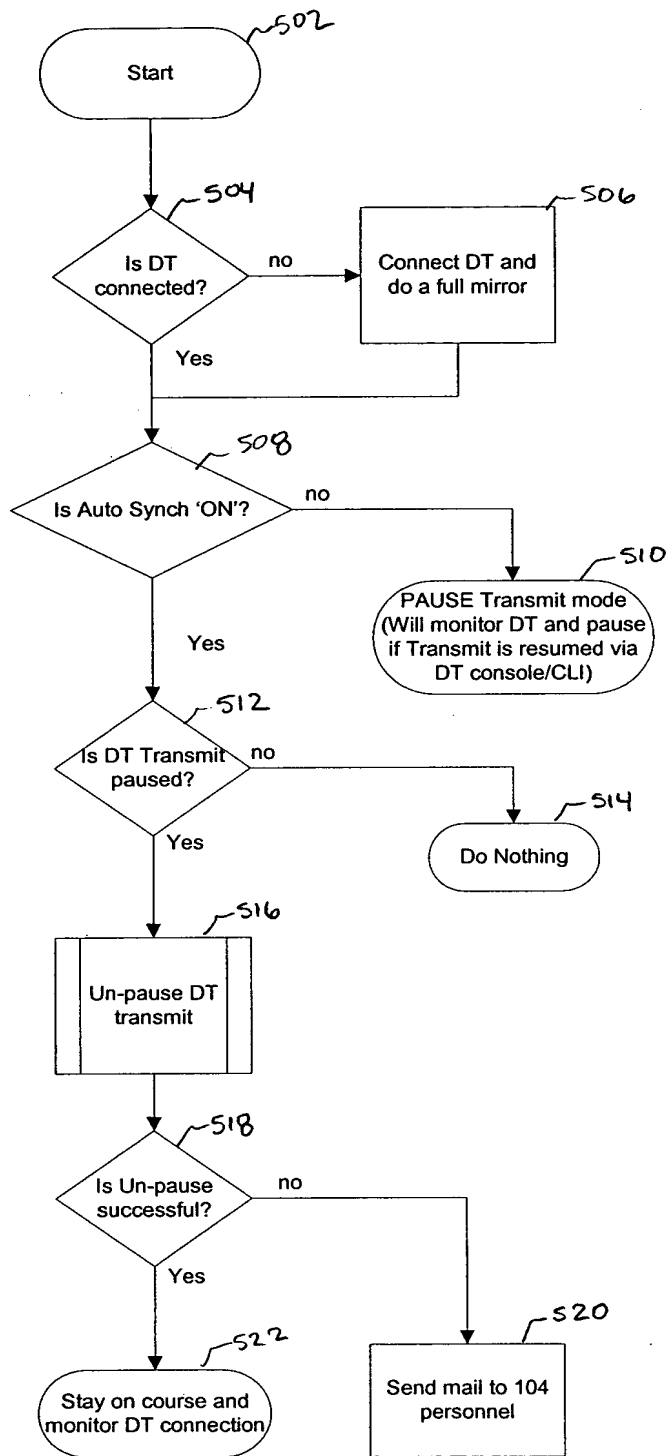 502
Start
504
506
Is DT
connected?
no
Connect DT and
do a full mirror
Yes
508
Is Auto Synch 'ON'?
no
510
PAUSE Transmit mode
(Will monitor DT and pause
if Transmit is resumed via
DT console/CLI)
Yes
512
Is DT Transmit
paused?
no
514
Do Nothing
Yes
516
Un-pause DT
transmit
518
Is Un-pause
successful?
no
Yes
520
522
Send mail to 104
personnel
Stay on course and
monitor DT connection